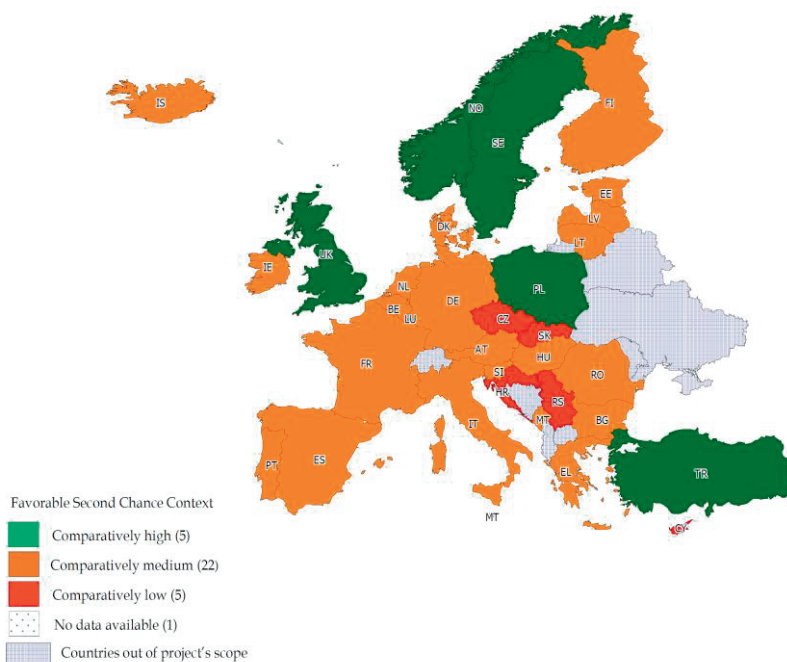 IS
NO
FI
SE
EE
LV
DK
LT
UK
IE
NL
PL
DE
BE
LU
CZ
SK
AT
HU
FR
SI
RO
HR
RS
IT
MT
BG
PT
ES
EL
TR
MT
CY
Favorable Second Chance Context
Comparatively high (5)
Comparatively medium (22)
Comparatively low (5)
No data available (1)
Countries out of project's scope